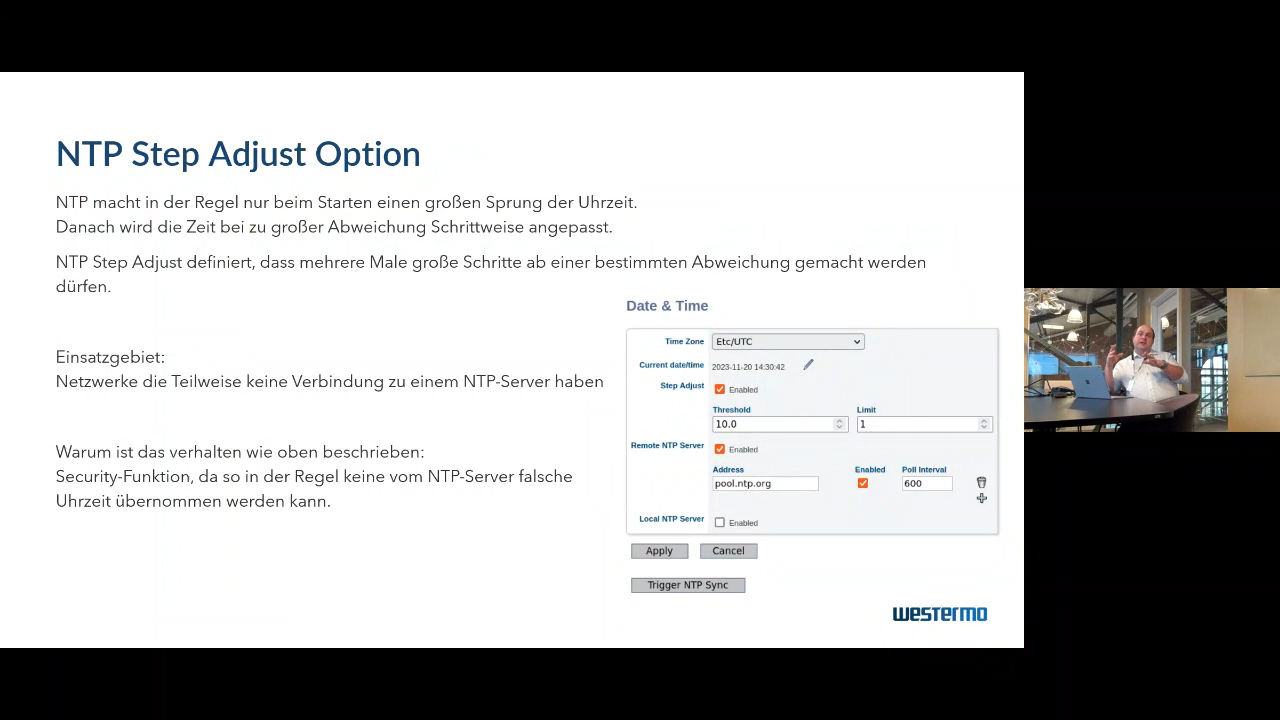 NTP Step Adjust Option
NTP macht in der Regel nur beim Starten einen großen Sprung der Uhrzeit.
Danach wird die Zeit bei zu großer Abweichung Schrittweise angepasst.
NTP Step Adjust definiert, dass mehrere Male große Schritte ab einer bestimmten Abweichung gemacht werden
dürfen.
Einsatzgebiet:
Netzwerke die Teilweise keine Verbindung zu einem NTP-Server haben
Warum ist das verhalten wie oben beschrieben:
Security-Funktion, da so in der Regel keine vom NTP-Server falsche
Uhrzeit übernommen werden kann.
Date & Time
Time Zone Etc/UTC
Current date/time 2023-11-20 14:30:42
Step Adjust Enabled
Threshold Limit
10.0 1
Remote NTP Server Enabled
Address Enabled Poll Interval
pool.ntp.org 600
Local NTP Server Enabled
Apply Cancel
Trigger NTP Sync
westermo